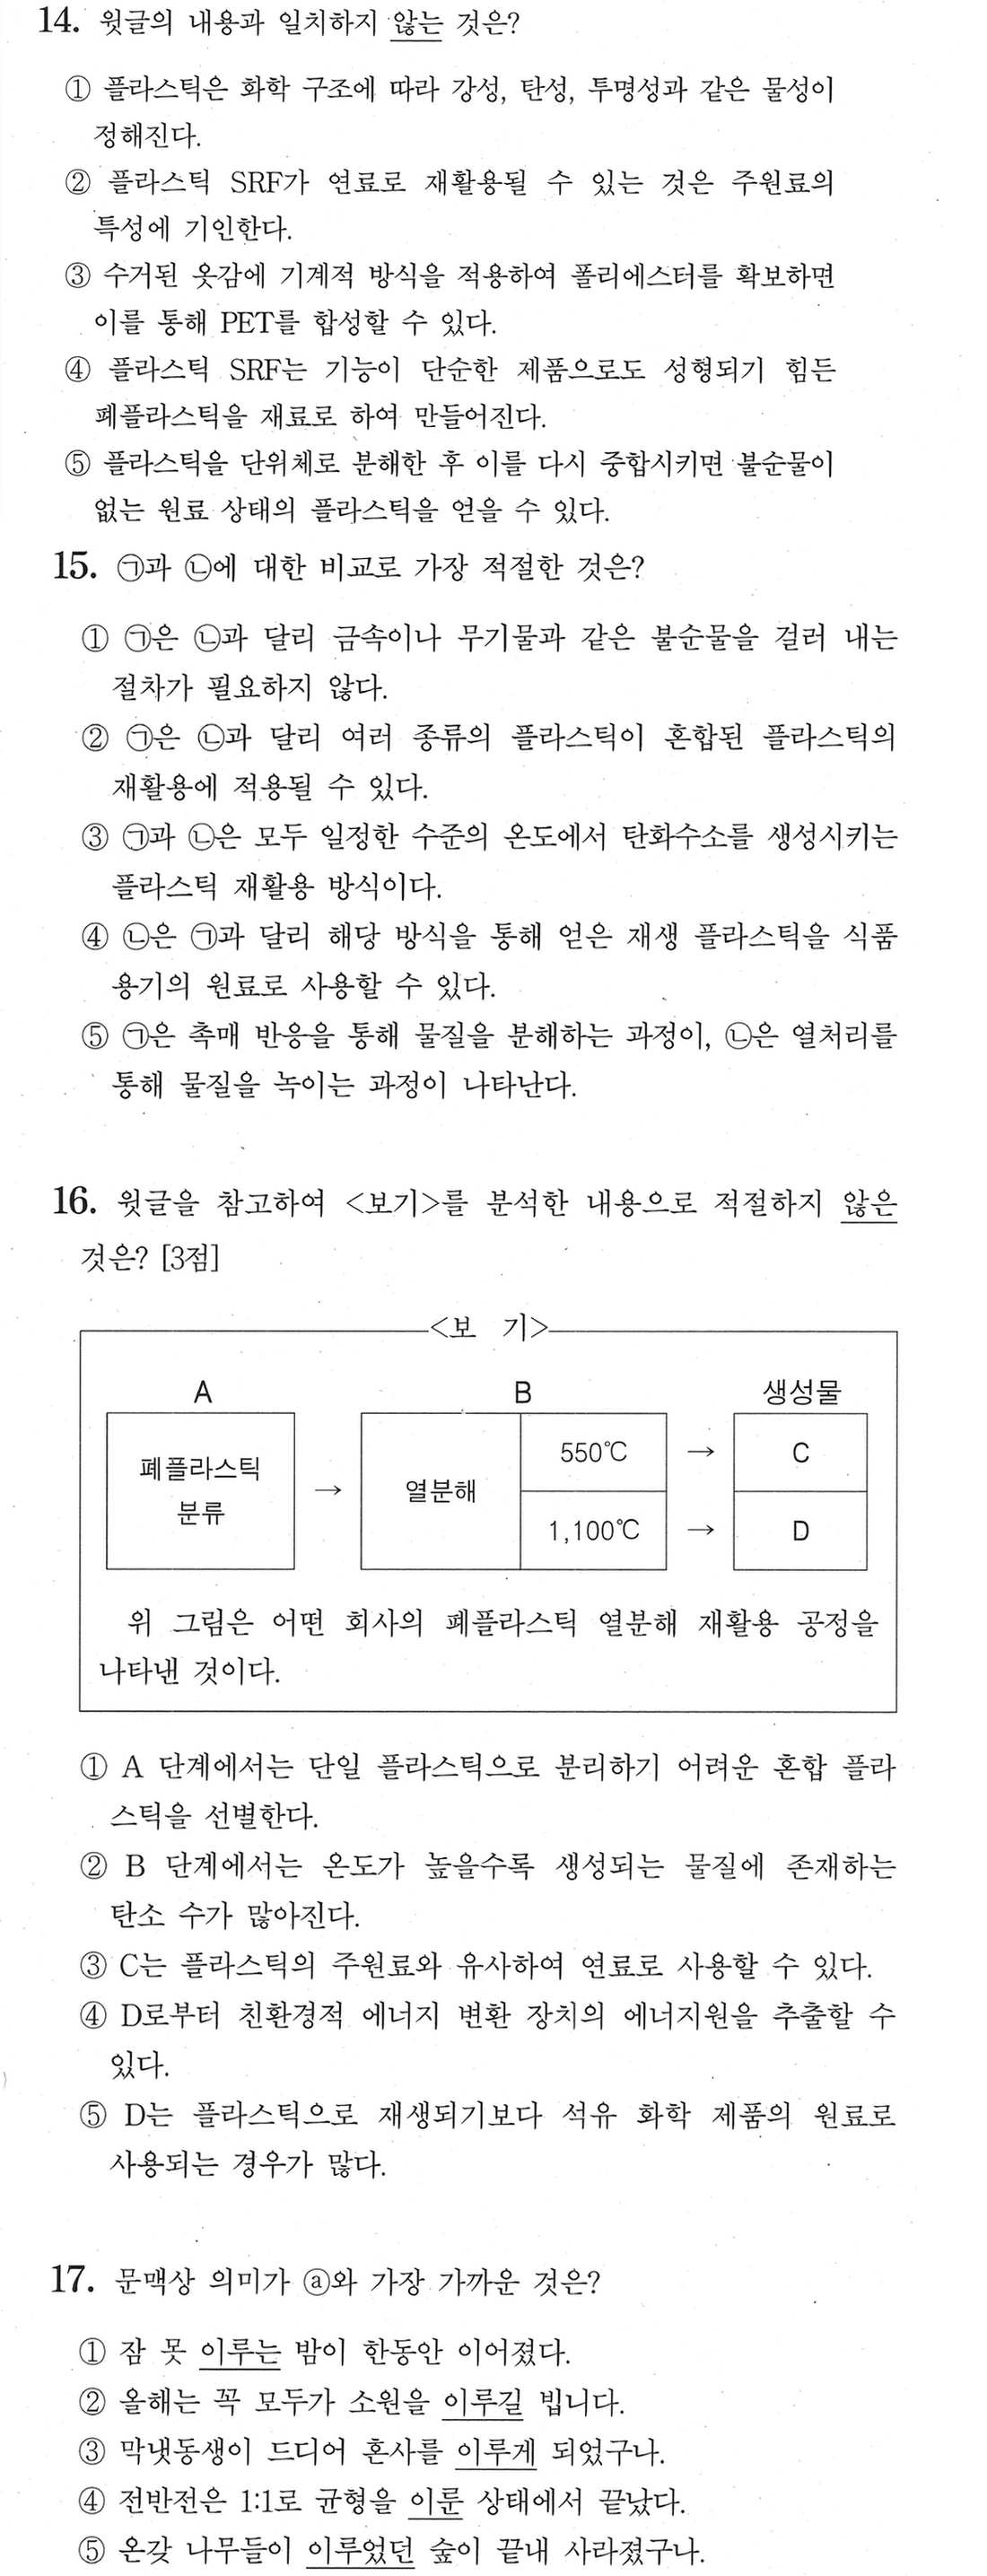 14. 윗글의 내용과 일치하지 않는 것은?
① 플라스틱은 화학 구조에 따라 강성, 탄성, 투명성과 같은 물성이
정해진다.
② 플라스틱 SRF가 연료로 재활용될 수 있는 것은 주원료의
특성에 기인한다.
③ 수거된 옷감에 기계적 방식을 적용하여 폴리에스터를 확보하면
이를 통해 PET를 합성할 수 있다.
④ 플라스틱 SRF는 기능이 단순한 제품으로도 성형되기 힘든
폐플라스틱을 재료로 하여 만들어진다.
⑤ 플라스틱을 단위체로 분해한 후 이를 다시 중합시키면 불순물이
없는 원료 상태의 플라스틱을 얻을 수 있다.
15. ㉠과 ㉡에 대한 비교로 가장 적절한 것은?
① ㉠은 ㉡과 달리 금속이나 무기물과 같은 불순물을 걸러 내는
절차가 필요하지 않다.
② ㉠은 ㉡과 달리 여러 종류의 플라스틱이 혼합된 플라스틱의
재활용에 적용될 수 있다.
③ ㉠과 ㉡은 모두 일정한 수준의 온도에서 탄화수소를 생성시키는
플라스틱 재활용 방식이다.
④ ㉡은 ㉠과 달리 해당 방식을 통해 얻은 재생 플라스틱을 식품
용기의 원료로 사용할 수 있다.
⑤ ㉠은 촉매 반응을 통해 물질을 분해하는 과정이, ㉡은 열처리를
통해 물질을 녹이는 과정이 나타난다.
16. 윗글을 참고하여 <보기>를 분석한 내용으로 적절하지 않은
것은? [3점]
<보 기>
A B 생성물
폐플라스틱
분류
→
열분해
550℃ → C
1,100℃ → D
위 그림은 어떤 회사의 폐플라스틱 열분해 재활용 공정을
나타낸 것이다.
① A 단계에서는 단일 플라스틱으로 분리하기 어려운 혼합 플라
스틱을 선별한다.
② B 단계에서는 온도가 높을수록 생성되는 물질에 존재하는
탄소 수가 많아진다.
③ C는 플라스틱의 주원료와 유사하여 연료로 사용할 수 있다.
④ D로부터 친환경적 에너지 변환 장치의 에너지원을 추출할 수
있다.
⑤ D는 플라스틱으로 재생되기보다 석유 화학 제품의 원료로
사용되는 경우가 많다.
17. 문맥상 의미가 ⓐ와 가장 가까운 것은?
① 잠 못 이루는 밤이 한동안 이어졌다.
② 올해는 꼭 모두가 소원을 이루길 빕니다.
③ 막냇동생이 드디어 혼사를 이루게 되었구나.
④ 전반전은 1:1로 균형을 이룬 상태에서 끝났다.
⑤ 온갖 나무들이 이루었던 숲이 끝내 사라졌구나.